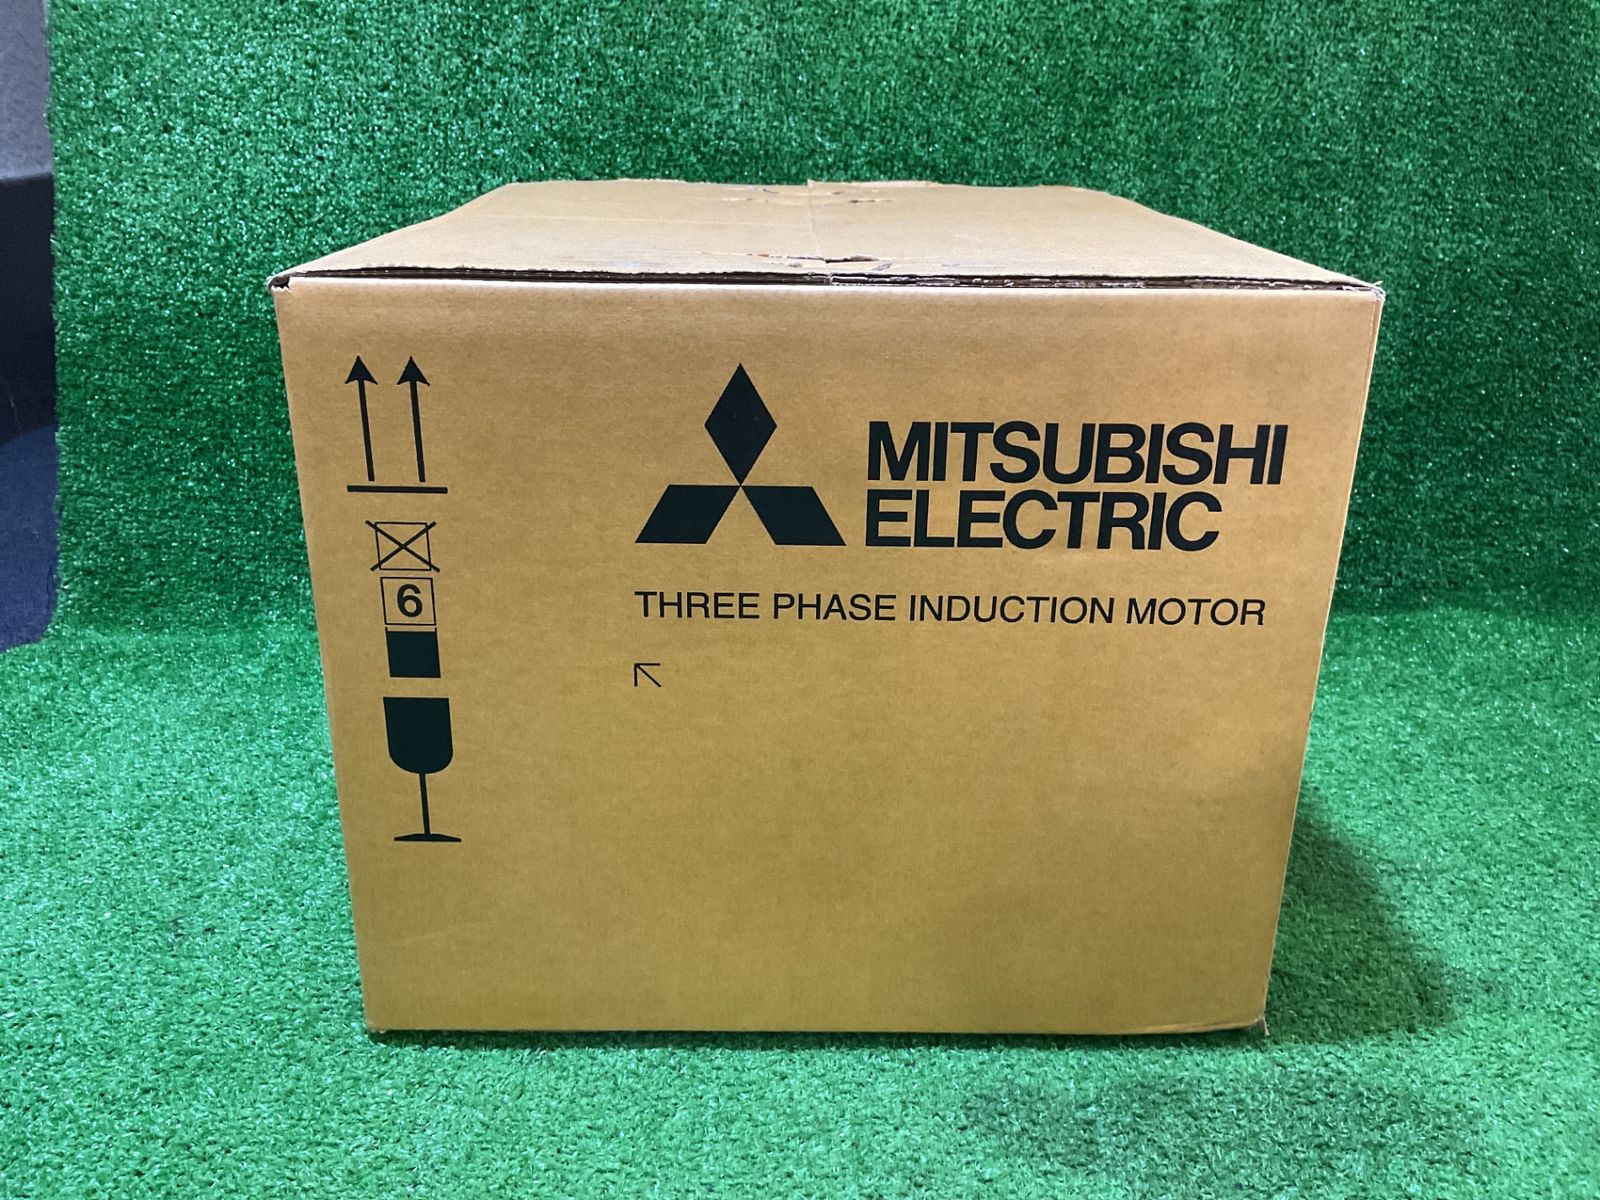 MITSUBISHI
ELECTRIC
THREE PHASE INDUCTION MOTOR
6